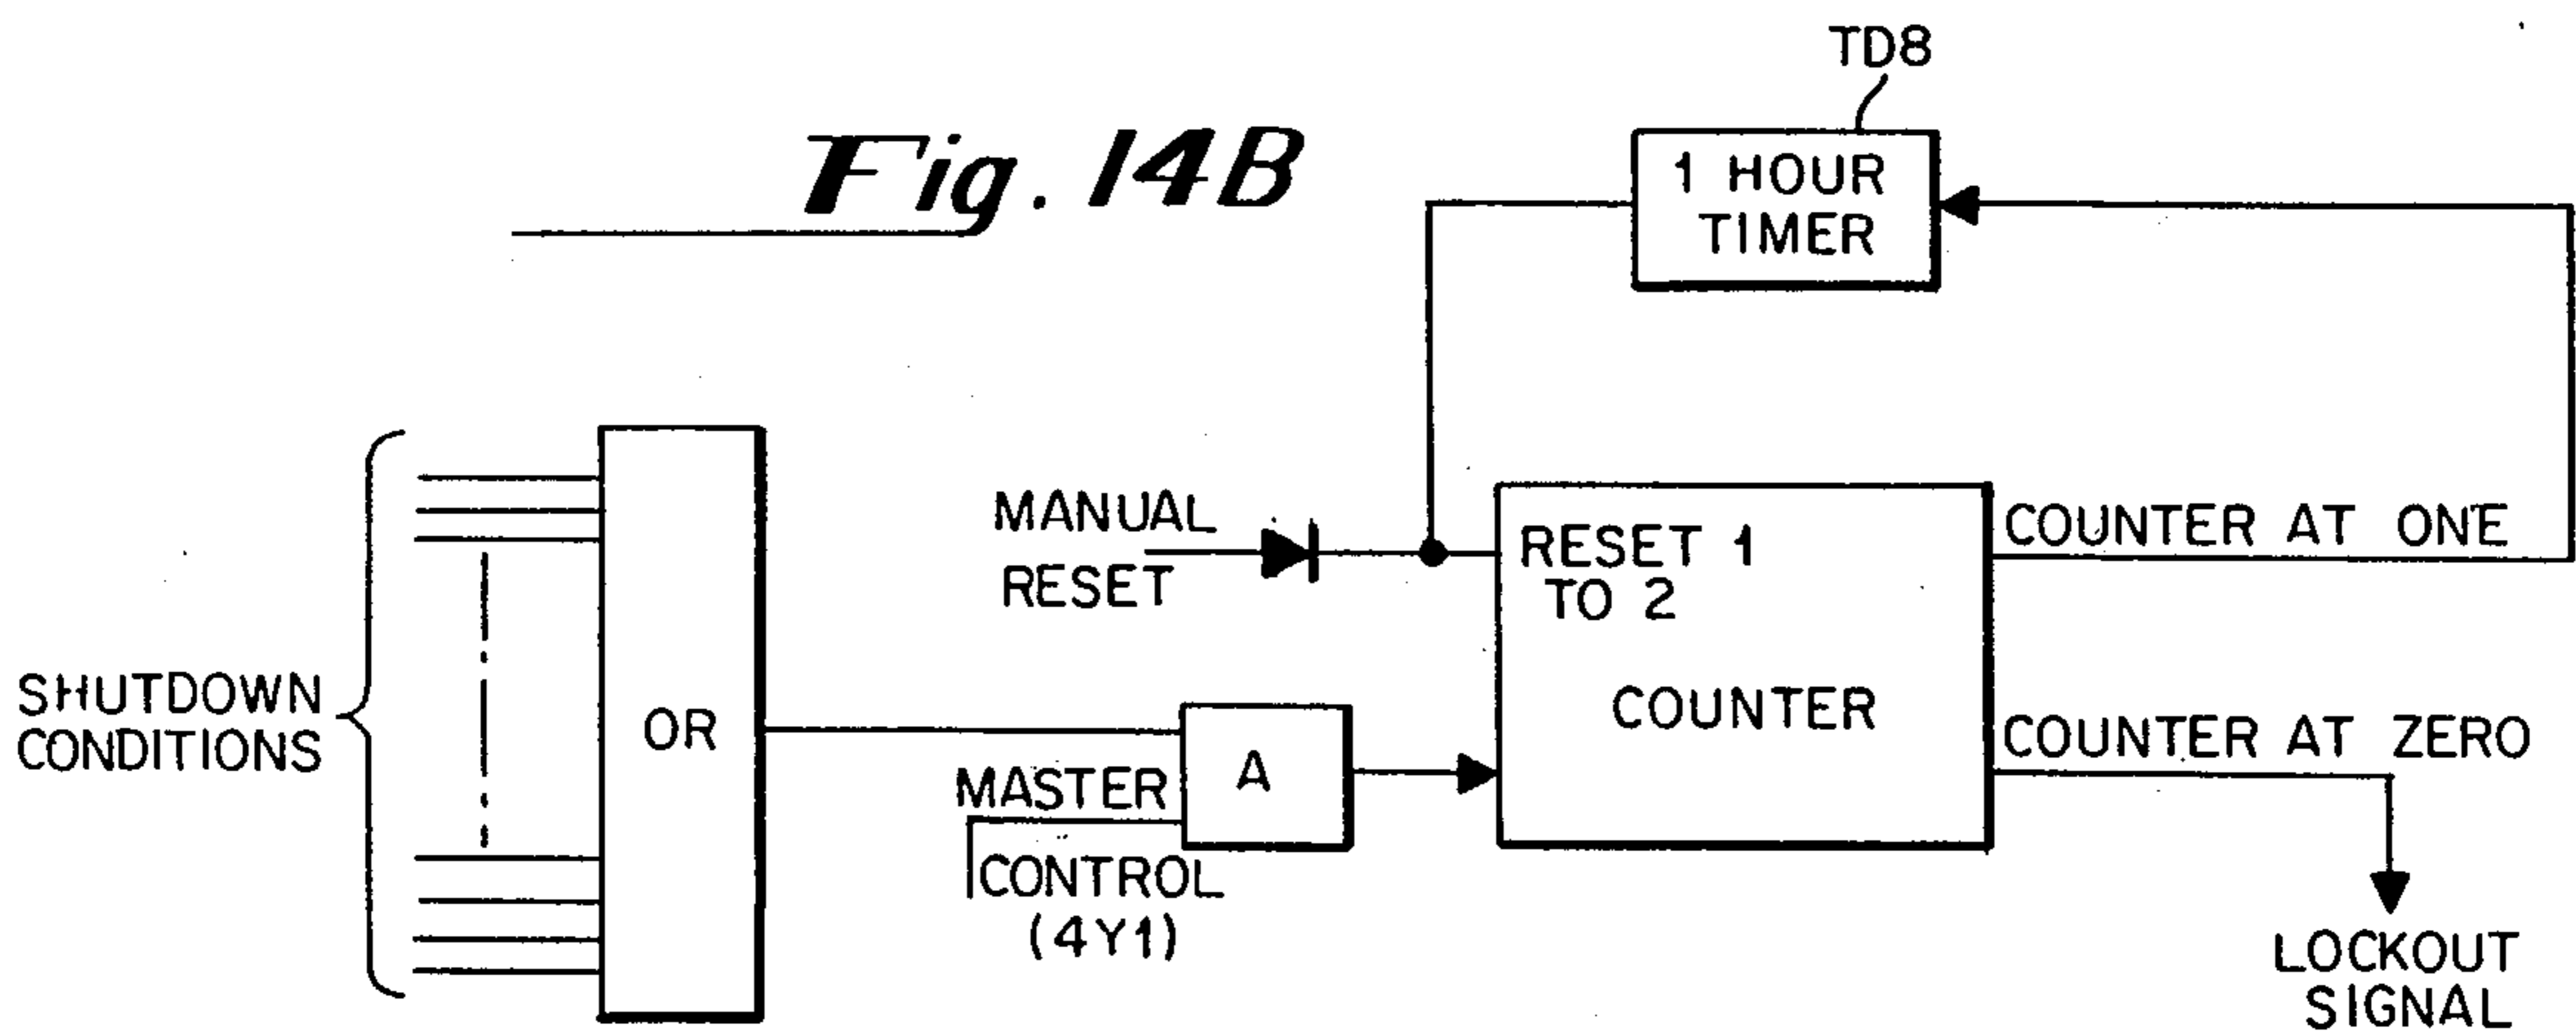 TD8
Fig. 14B
1 HOUR
TIMER
MANUAL
RESET
RESET 1
TO 2
COUNTER AT ONE
SHUTDOWN
CONDITIONS
OR
MASTER
CONTROL
(4Y1)
A
COUNTER
COUNTER AT ZERO
LOCKOUT
SIGNAL